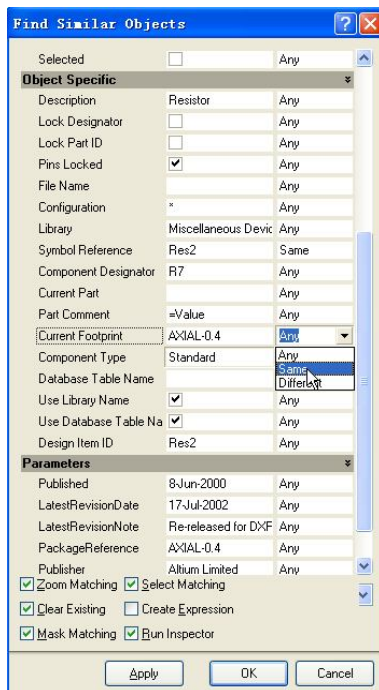 Find Similar Objects
Selected Any
Object Specific
Description Resistor Any
Lock Designator Any
Lock Part ID Any
Pins Locked Any
File Name Any
Configuration * Any
Library Miscellaneous Devic Any
Symbol Reference Res2 Same
Component Designator R7 Any
Current Part Any
Part Comment =Value Any
Current Footprint AXIAL-0.4 Any
Component Type Standard Any
Database Table Name Same
Use Library Name Different
Use Library Name Any
Use Database Table Na Any
Design Item ID Res2 Any
Parameters
Published 8-Jun-2000 Any
LatestRevisionDate 17-Jul-2002 Any
LatestRevisionNote Re-released for DXF Any
PackageReference AXIAL-0.4 Any
Publisher Altium Limited Any
Zoom Matching Select Matching
Clear Existing Create Expression
Mask Matching Run Inspector
Apply OK Cancel